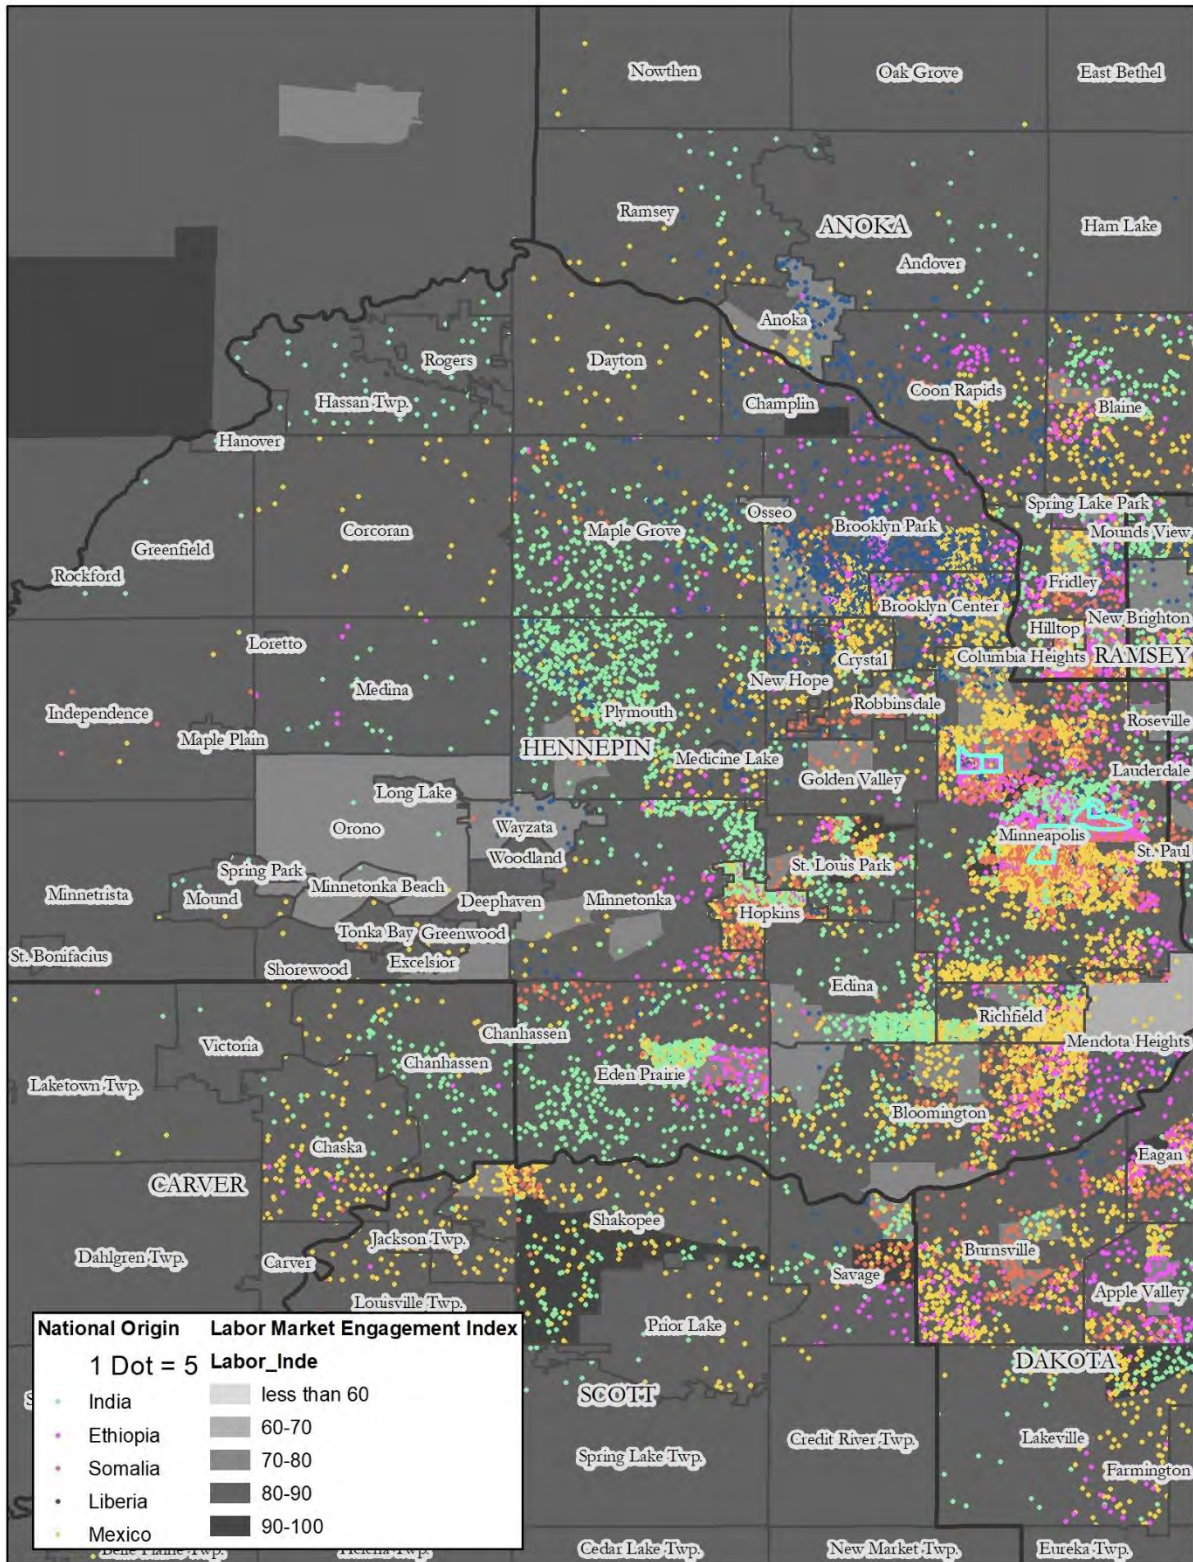 Nowthen
Oak Grove
East Bethel
Ramsey
ANOKA
Ham Lake
Andover
Anoka
Rogers
Dayton
Coon Rapids
Hassan Twp.
Champlin
Blaine
Hanover
Osseo
Spring Lake Park
Maple Grove
Brooklyn Park
Mounds View
Corcoran
Greenfield
Rockford
Fridley
Brooklyn Center
New Brighton
Hilltop
Loretto
Crystal
Columbia Heights
RAMSEY
Medina
New Hope
Robbinsdale
Independence
Plymouth
Roseville
Maple Plain
HENNEPIN
Medicine Lake
Golden Valley
Lauderdale
Long Lake
Orono
Wayzata
Minneapolis
St. Paul
Woodland
St. Louis Park
Spring Park
Minnetonka Beach
Minnetrista
Mound
Deephaven
Minnetonka
Hopkins
Tonka Bay
Greenwood
St. Bonifacius
Excelsior
Shorewood
Edina
Richfield
Victoria
Chanhassen
Chanhassen
Mendota Heights
Laketown Twp.
Eden Prairie
Bloomington
Chaska
Eagan
CARVER
Shakopee
Jackson Twp.
Dahlgren Twp.
Carver
Burnsville
Savage
Apple Valley
Louisville Twp.
Prior Lake
DAKOTA
SCOTT
Lakeville
Credit River Twp.
Spring Lake Twp.
Farmington
Cedar Lake Twp.
New Market Twp.
Eureka Twp.
National Origin
1 Dot = 5
India
Ethiopia
Somalia
Liberia
Mexico
Labor Market Engagement Index
Labor_Inde
less than 60
60-70
70-80
80-90
90-100